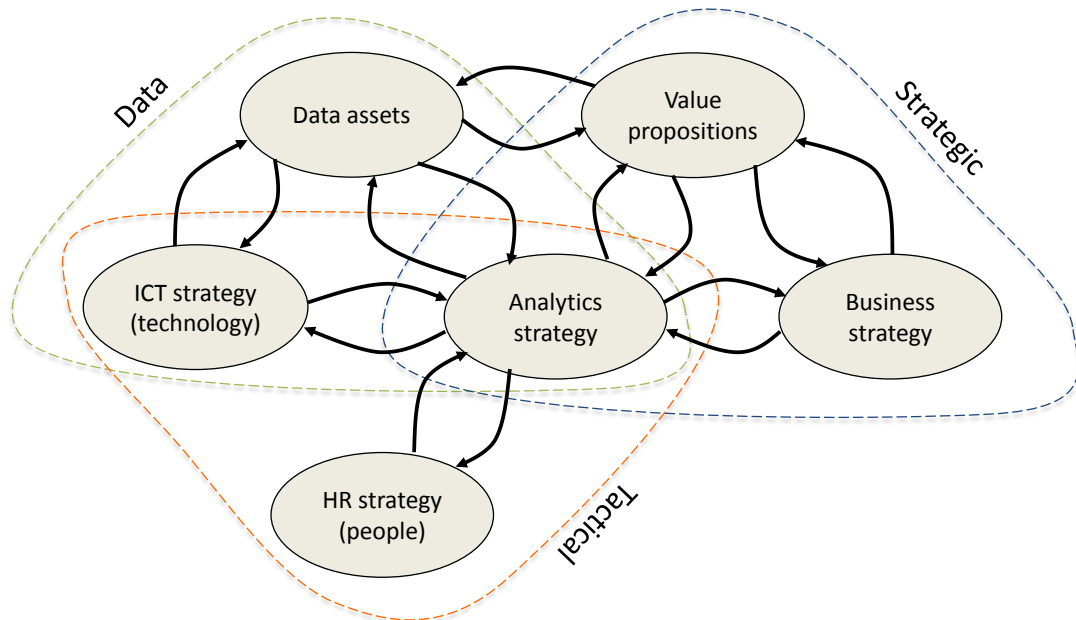 Data
Strategic
Data assets
Value
propositions
ICT strategy
(technology)
Analytics
strategy
Business
strategy
HR strategy
(people)
Tactical